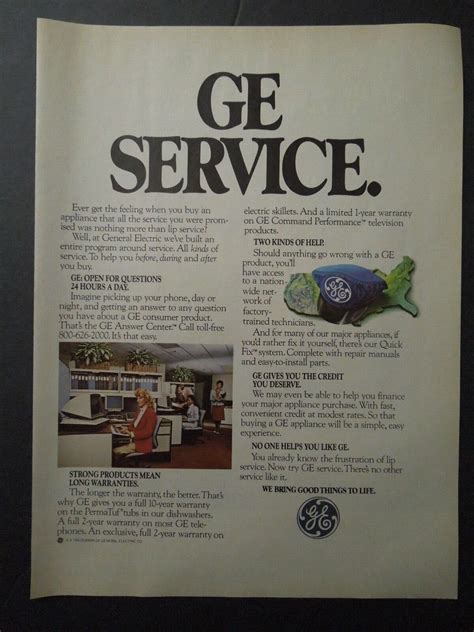 GE
SERVICE.
Ever get the feeling when you buy an
appliance that all the service you were prom-
ised was nothing more than lip service?
Well, at General Electric we've built an
entire program around service. All kinds of
service. To help you before, during and after
you buy.
GE: OPEN FOR QUESTIONS
24 HOURS A DAY.
Imagine picking up your phone, day or
night, and getting an answer to any question
you have about a GE consumer product.
That's the GE Answer Center.™ Call toll-free
800-626-2000. It's that easy.
STRONG PRODUCTS MEAN
LONG WARRANTIES.
The longer the warranty, the better. That's
why GE gives you a full 10-year warranty
on the PermaTuf® tubs in our dishwashers.
A full 2-year warranty on most GE tele-
phones. An exclusive, full 2-year warranty on
electric skillets. And a limited 1-year warranty
on GE Command Performance™ television
products.
TWO KINDS OF HELP.
Should anything go wrong with a GE
product, you'll
have access
to a nation-
wide net-
work of
factory-
trained technicians.
And for many of our major appliances, if
you'd rather fix it yourself, there's our Quick
Fix™ system. Complete with repair manuals
and easy-to-install parts.
GE GIVES YOU THE CREDIT
YOU DESERVE.
We may even be able to help you finance
your major appliance purchase. With fast,
convenient credit at modest rates. So that
buying a GE appliance will be a simple, easy
experience.
NO ONE HELPS YOU LIKE GE.
You already know the frustration of lip
service. Now try GE service. There's no other
service like it.
WE BRING GOOD THINGS TO LIFE.
GE
GE
TRADEMARK OF GENERAL ELECTRIC CO.